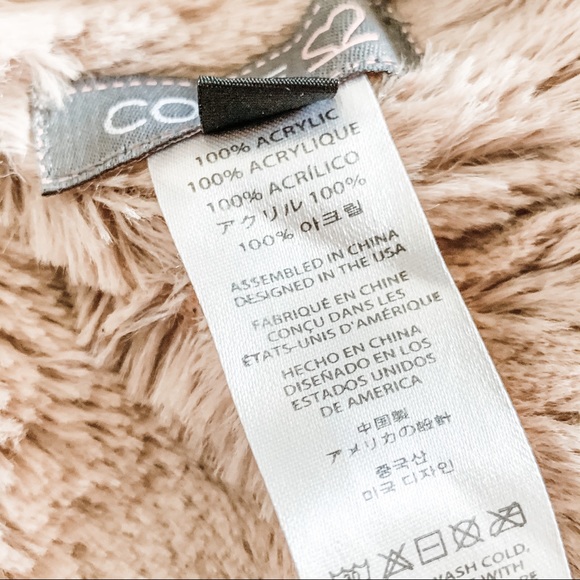 CO
100% ACRYLIC
100% ACRYLIQUE
100% ACRÍLICO
アクリル 100%
100% 아크릴
ASSEMBLED IN CHINA
DESIGNED IN THE USA
FABRIQUÉ EN CHINE
CONÇU DANS LES
ÉTATS-UNIS D'AMÉRIQUE
HECHO EN CHINA
DISEÑADO EN LOS
ESTADOS UNIDOS
DE AMERICA
中国製
アメリカの設計
중국산
미국 디자인
30
WASH COLD,
WITH